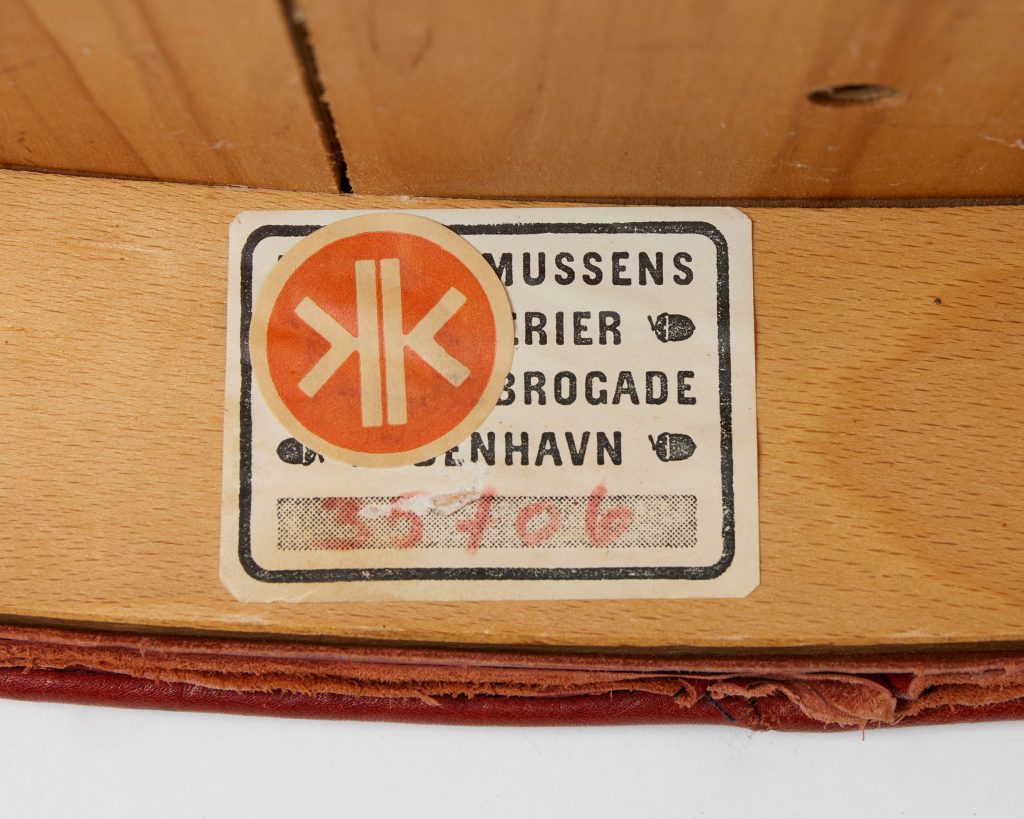 MUSSENS
ERIER
BROGADE
ENHAVN
35706